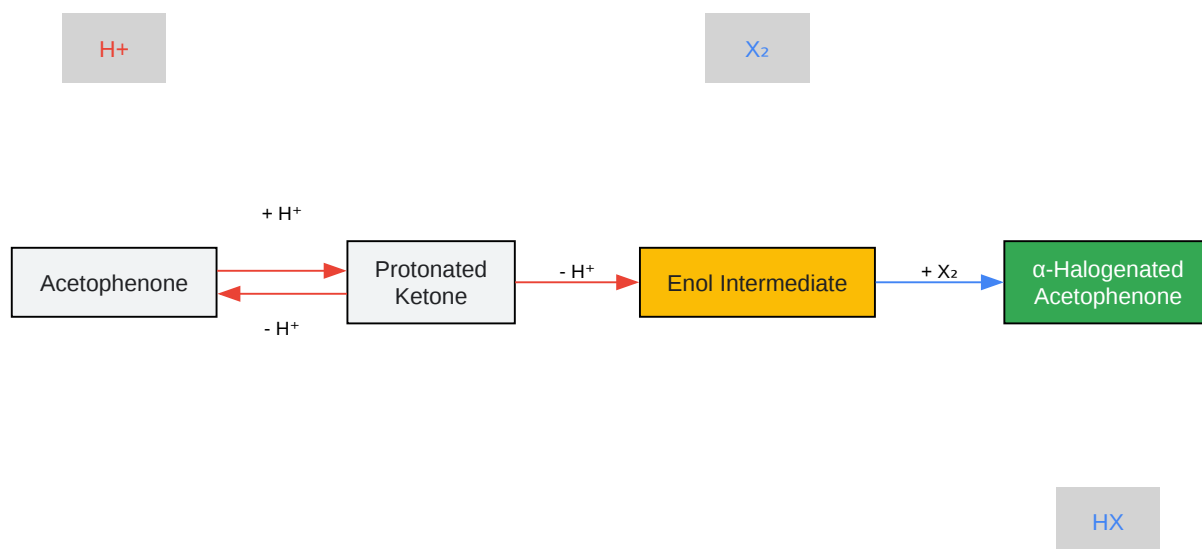 H+
X₂
+ H⁺
Acetophenone
Protonated
Ketone
- H⁺
- H⁺
Enol Intermediate
+ X₂
α-Halogenated
Acetophenone
HX